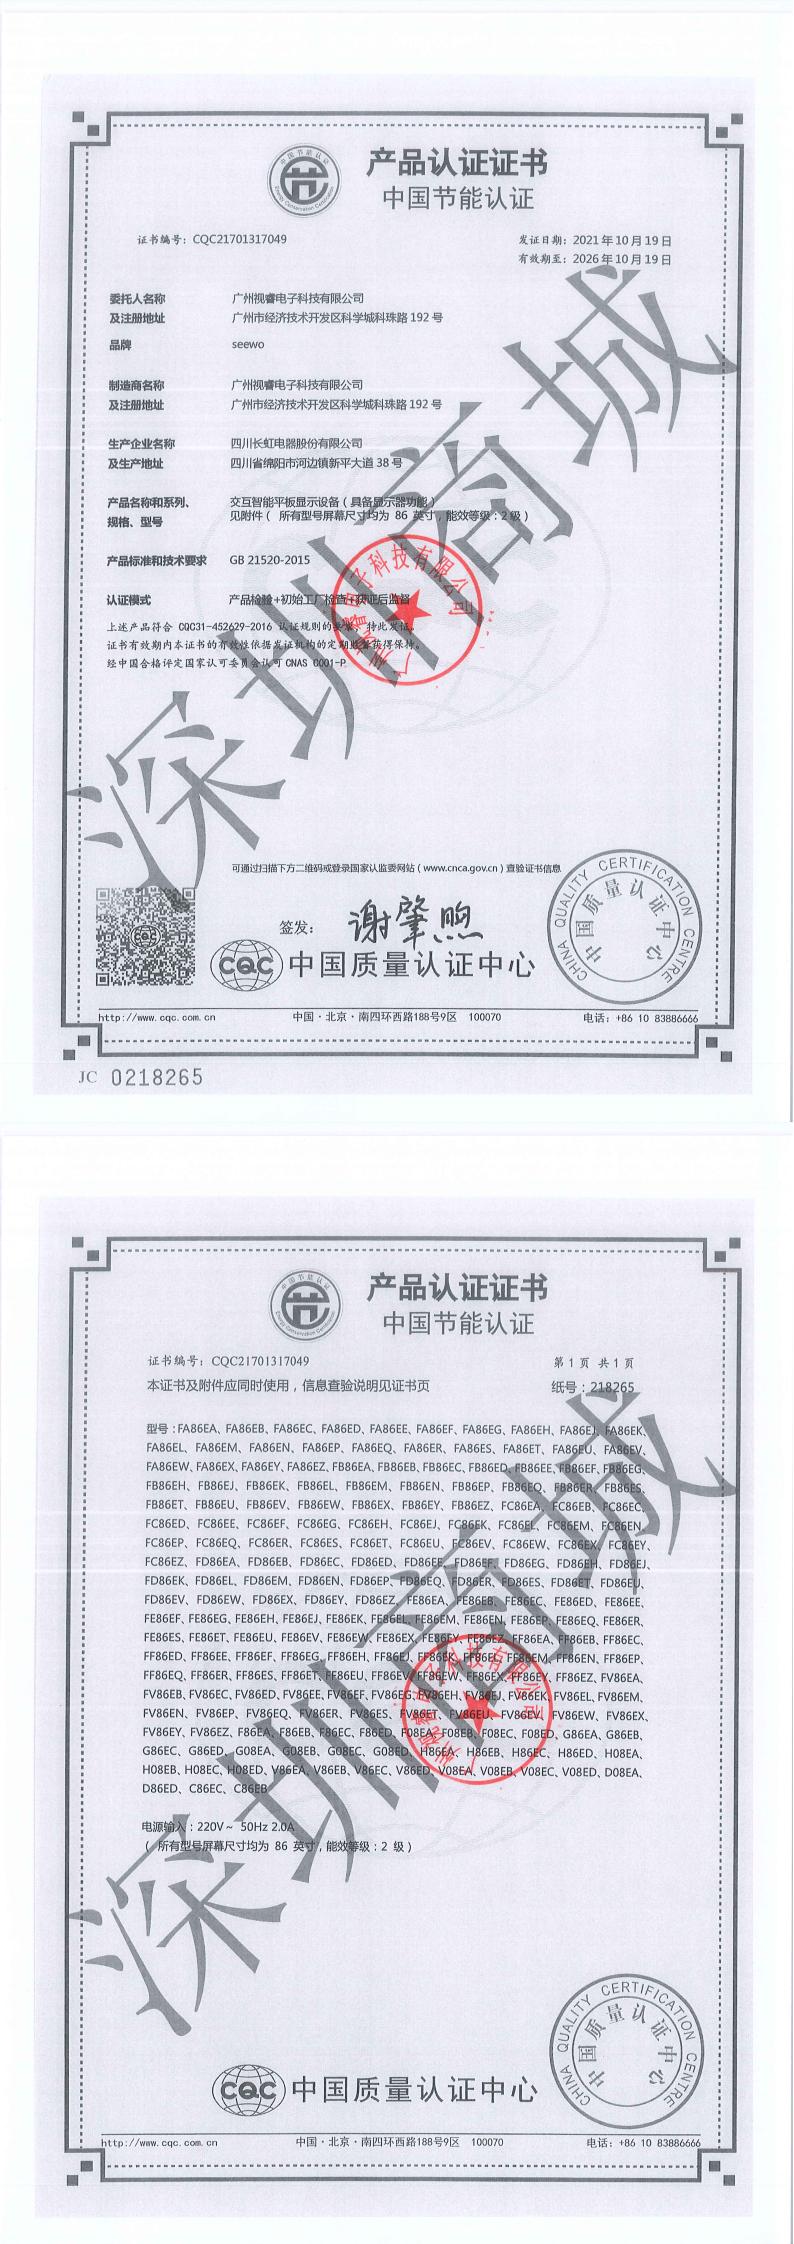 产品认证证书
中国节能认证
证书编号：CQC21701317049
发证日期：2021年10月19日
有效期至：2026年10月19日
委托人名称 广州视睿电子科技有限公司
及注册地址 广州市经济技术开发区科学城科珠路 192 号
品牌 seewo
制造商名称 广州视睿电子科技有限公司
及注册地址 广州市经济技术开发区科学城科珠路 192 号
生产企业名称 四川长虹电器股份有限公司
及生产地址 四川省绵阳市河边镇新平大道 38 号
产品名称和系列、 交互智能平板显示设备（具备显示器功能）
规格、型号 见附件（ 所有型号屏幕尺寸均为 86 英寸，能效等级：2 级）
产品标准和技术要求 GB 21520-2015
认证模式 产品检验+初始工厂检查+获证后监督
上述产品符合 CQC31-452629-2016 认证规则的要求，特此发证。
证书有效期内本证书的有效性依据发证机构的定期监督获得保持。
经中国合格评定国家认可委员会认可 CNAS C001-P
广州视睿电子科技有限公司
深圳商城
可通过扫描下方二维码或登录国家认监委网站（www.cnca.gov.cn）查验证书信息
签发：谢肇煦
CQC 中国质量认证中心
CHINA QUALITY CERTIFICATION CENTRE
中国质量认证中心
http://www.cqc.com.cn 中国·北京·南四环西路188号9区 100070 电话：+86 10 83886666
JC 0218265
产品认证证书
中国节能认证
证书编号：CQC21701317049 第 1 页 共 1 页
本证书及附件应同时使用，信息查验说明见证书页 纸号：218265
型号：FA86EA、FA86EB、FA86EC、FA86ED、FA86EE、FA86EF、FA86EG、FA86EH、FA86EJ、FA86EK、
FA86EL、FA86EM、FA86EN、FA86EP、FA86EQ、FA86ER、FA86ES、FA86ET、FA86EU、FA86EV、
FA86EW、FA86EX、FA86EY、FA86EZ、FB86EA、FB86EB、FB86EC、FB86ED、FB86EE、FB86EF、FB86EG、
FB86EH、FB86EJ、FB86EK、FB86EL、FB86EM、FB86EN、FB86EP、FB86EQ、FB86ER、FB86ES、
FB86ET、FB86EU、FB86EV、FB86EW、FB86EX、FB86EY、FB86EZ、FC86EA、FC86EB、FC86EC、
FC86ED、FC86EE、FC86EF、FC86EG、FC86EH、FC86EJ、FC86EK、FC86EL、FC86EM、FC86EN、
FC86EP、FC86EQ、FC86ER、FC86ES、FC86ET、FC86EU、FC86EV、FC86EW、FC86EX、FC86EY、
FC86EZ、FD86EA、FD86EB、FD86EC、FD86ED、FD86EE、FD86EF、FD86EG、FD86EH、FD86EJ、
FD86EK、FD86EL、FD86EM、FD86EN、FD86EP、FD86EQ、FD86ER、FD86ES、FD86ET、FD86EU、
FD86EV、FD86EW、FD86EX、FD86EY、FD86EZ、FE86EA、FE86EB、FE86EC、FE86ED、FE86EE、
FE86EF、FE86EG、FE86EH、FE86EJ、FE86EK、FE86EL、FE86EM、FE86EN、FE86EP、FE86EQ、FE86ER、
FE86ES、FE86ET、FE86EU、FE86EV、FE86EW、FE86EX、FE86EY、FE86EZ、FF86EA、FF86EB、FF86EC、
FF86ED、FF86EE、FF86EF、FF86EG、FF86EH、FF86EJ、FF86EK、FF86EL、FF86EM、FF86EN、FF86EP、
FF86EQ、FF86ER、FF86ES、FF86ET、FF86EU、FF86EV、FF86EW、FF86EX、FF86EY、FF86EZ、FV86EA、
FV86EB、FV86EC、FV86ED、FV86EE、FV86EF、FV86EG、FV86EH、FV86EJ、FV86EK、FV86EL、FV86EM、
FV86EN、FV86EP、FV86EQ、FV86ER、FV86ES、FV86ET、FV86EU、FV86EV、FV86EW、FV86EX、
FV86EY、FV86EZ、F86EA、F86EB、F86EC、F86ED、F08EA、F08EB、F08EC、F08ED、G86EA、G86EB、
G86EC、G86ED、G08EA、G08EB、G08EC、G08ED、H86EA、H86EB、H86EC、H86ED、H08EA、
H08EB、H08EC、H08ED、V86EA、V86EB、V86EC、V86ED、V08EA、V08EB、V08EC、V08ED、D08EA、
D86ED、C86EC、C86EB
电源输入：220V～ 50Hz 2.0A
（ 所有型号屏幕尺寸均为 86 英寸，能效等级：2 级）
广州视睿电子科技有限公司
深圳商城
CQC 中国质量认证中心
CHINA QUALITY CERTIFICATION CENTRE
中国质量认证中心
http://www.cqc.com.cn 中国·北京·南四环西路188号9区 100070 电话：+86 10 83886666